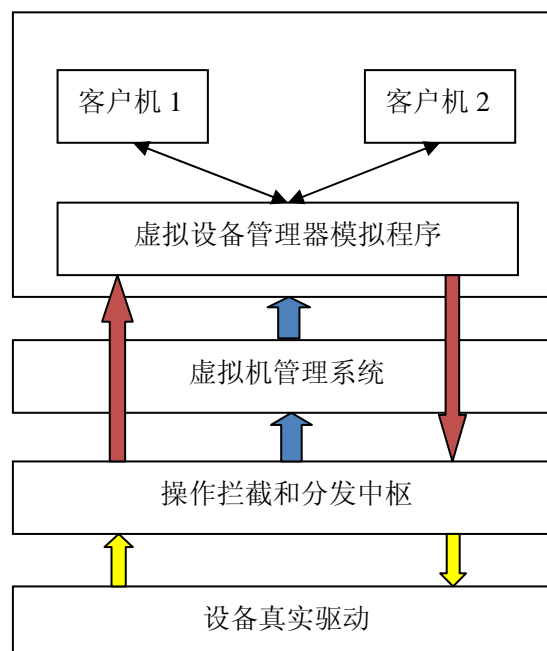 客户机 1
客户机 2
虚拟设备管理器模拟程序
虚拟机管理系统
操作拦截和分发中枢
设备真实驱动